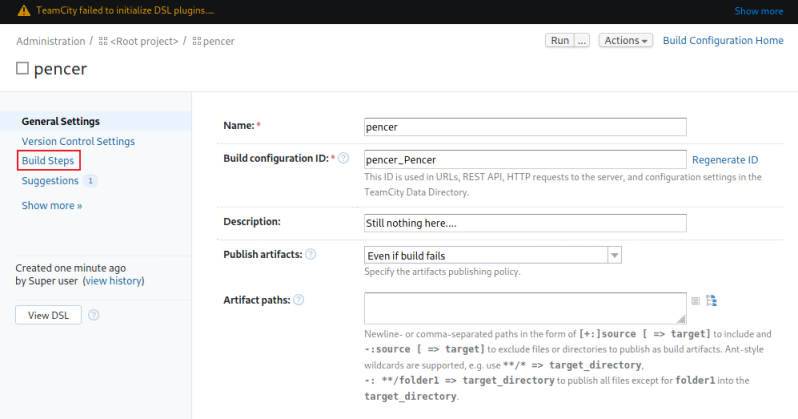 TeamCity failed to initialize DSL plugins.... Show more
Administration / <Root project> / pencer Run ... Actions Build Configuration Home
pencer
General Settings
Version Control Settings
Build Steps
Suggestions 1
Show more »
Created one minute ago
by Super user (view history)
View DSL ?
Name: * pencer
Build configuration ID: * ? pencer_Pencer Regenerate ID
This ID is used in URLs, REST API, HTTP requests to the server, and configuration settings in the
TeamCity Data Directory.
Description: Still nothing here....
Publish artifacts: ? Even if build fails
Specify the artifacts publishing policy.
Artifact paths: ?
Newline- or comma-separated paths in the form of [+:]source [ => target] to include and
-:source [ => target] to exclude files or directories to publish as build artifacts. Ant-style
wildcards are supported, e.g. use **/* => target_directory,
-: **/folder1 => target_directory to publish all files except for folder1 into the
target_directory.